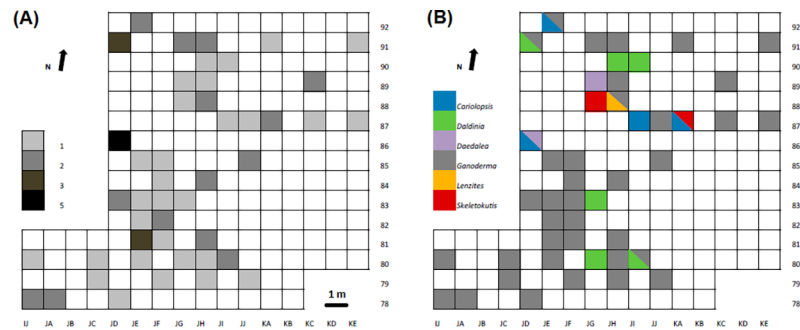 (A)
92
91
90
89
88
87
86
85
84
83
82
81
80
79
78
N
1
2
3
5
1 m
IJ JA JB JC JD JE JF JG JH JI JJ KA KB KC KD KE
(B)
92
91
90
89
88
87
86
85
84
83
82
81
80
79
78
N
Cariolopsis
Daldinia
Daedalea
Ganoderma
Lenzites
Skeletokutis
IJ JA JB JC JD JE JF JG JH JI JJ KA KB KC KD KE